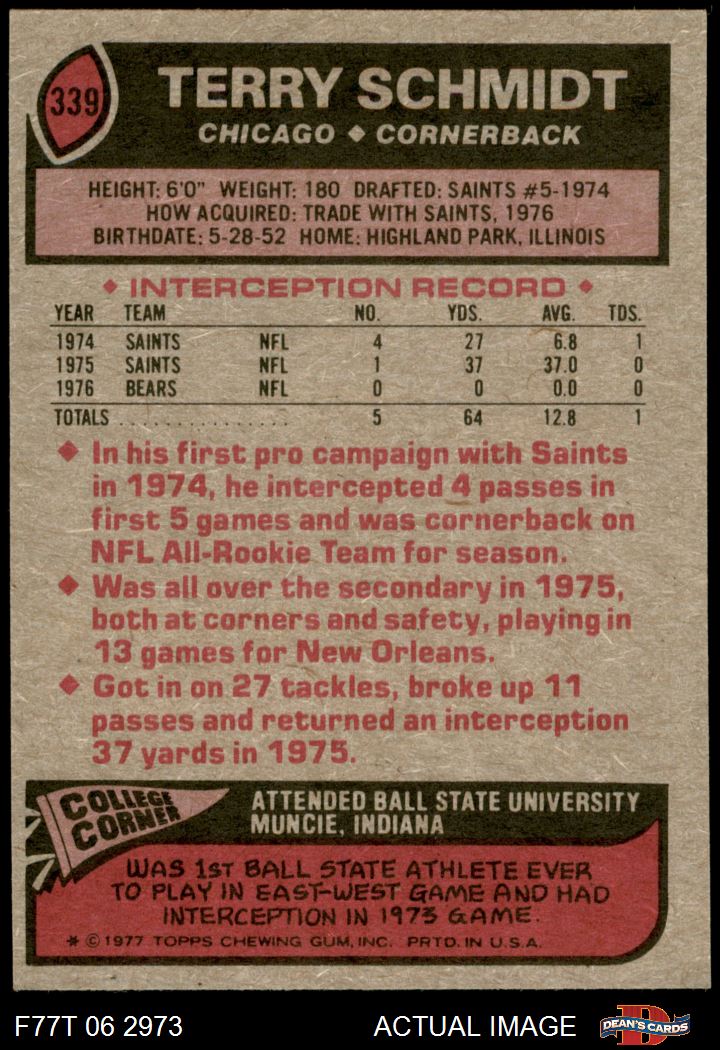 339
TERRY SCHMIDT
CHICAGO ◆ CORNERBACK
HEIGHT: 6'0" WEIGHT: 180 DRAFTED: SAINTS #5-1974
HOW ACQUIRED: TRADE WITH SAINTS, 1976
BIRTHDATE: 5-28-52 HOME: HIGHLAND PARK, ILLINOIS
◆ INTERCEPTION RECORD ◆
YEAR TEAM NO. YDS. AVG. TDS.
1974 SAINTS NFL 4 27 6.8 1
1975 SAINTS NFL 1 37 37.0 0
1976 BEARS NFL 0 0 0.0 0
TOTALS ................ 5 64 12.8 1
◆ In his first pro campaign with Saints
in 1974, he intercepted 4 passes in
first 5 games and was cornerback on
NFL All-Rookie Team for season.
◆ Was all over the secondary in 1975,
both at corners and safety, playing in
13 games for New Orleans.
◆ Got in on 27 tackles, broke up 11
passes and returned an interception
37 yards in 1975.
COLLEGE
CORNER
ATTENDED BALL STATE UNIVERSITY
MUNCIE, INDIANA
WAS 1ST BALL STATE ATHLETE EVER
TO PLAY IN EAST-WEST GAME AND HAD
INTERCEPTION IN 1973 GAME.
* © 1977 TOPPS CHEWING GUM, INC. PRTD. IN U.S.A.
F77T 06 2973 ACTUAL IMAGE
D
DEAN'S CARDS